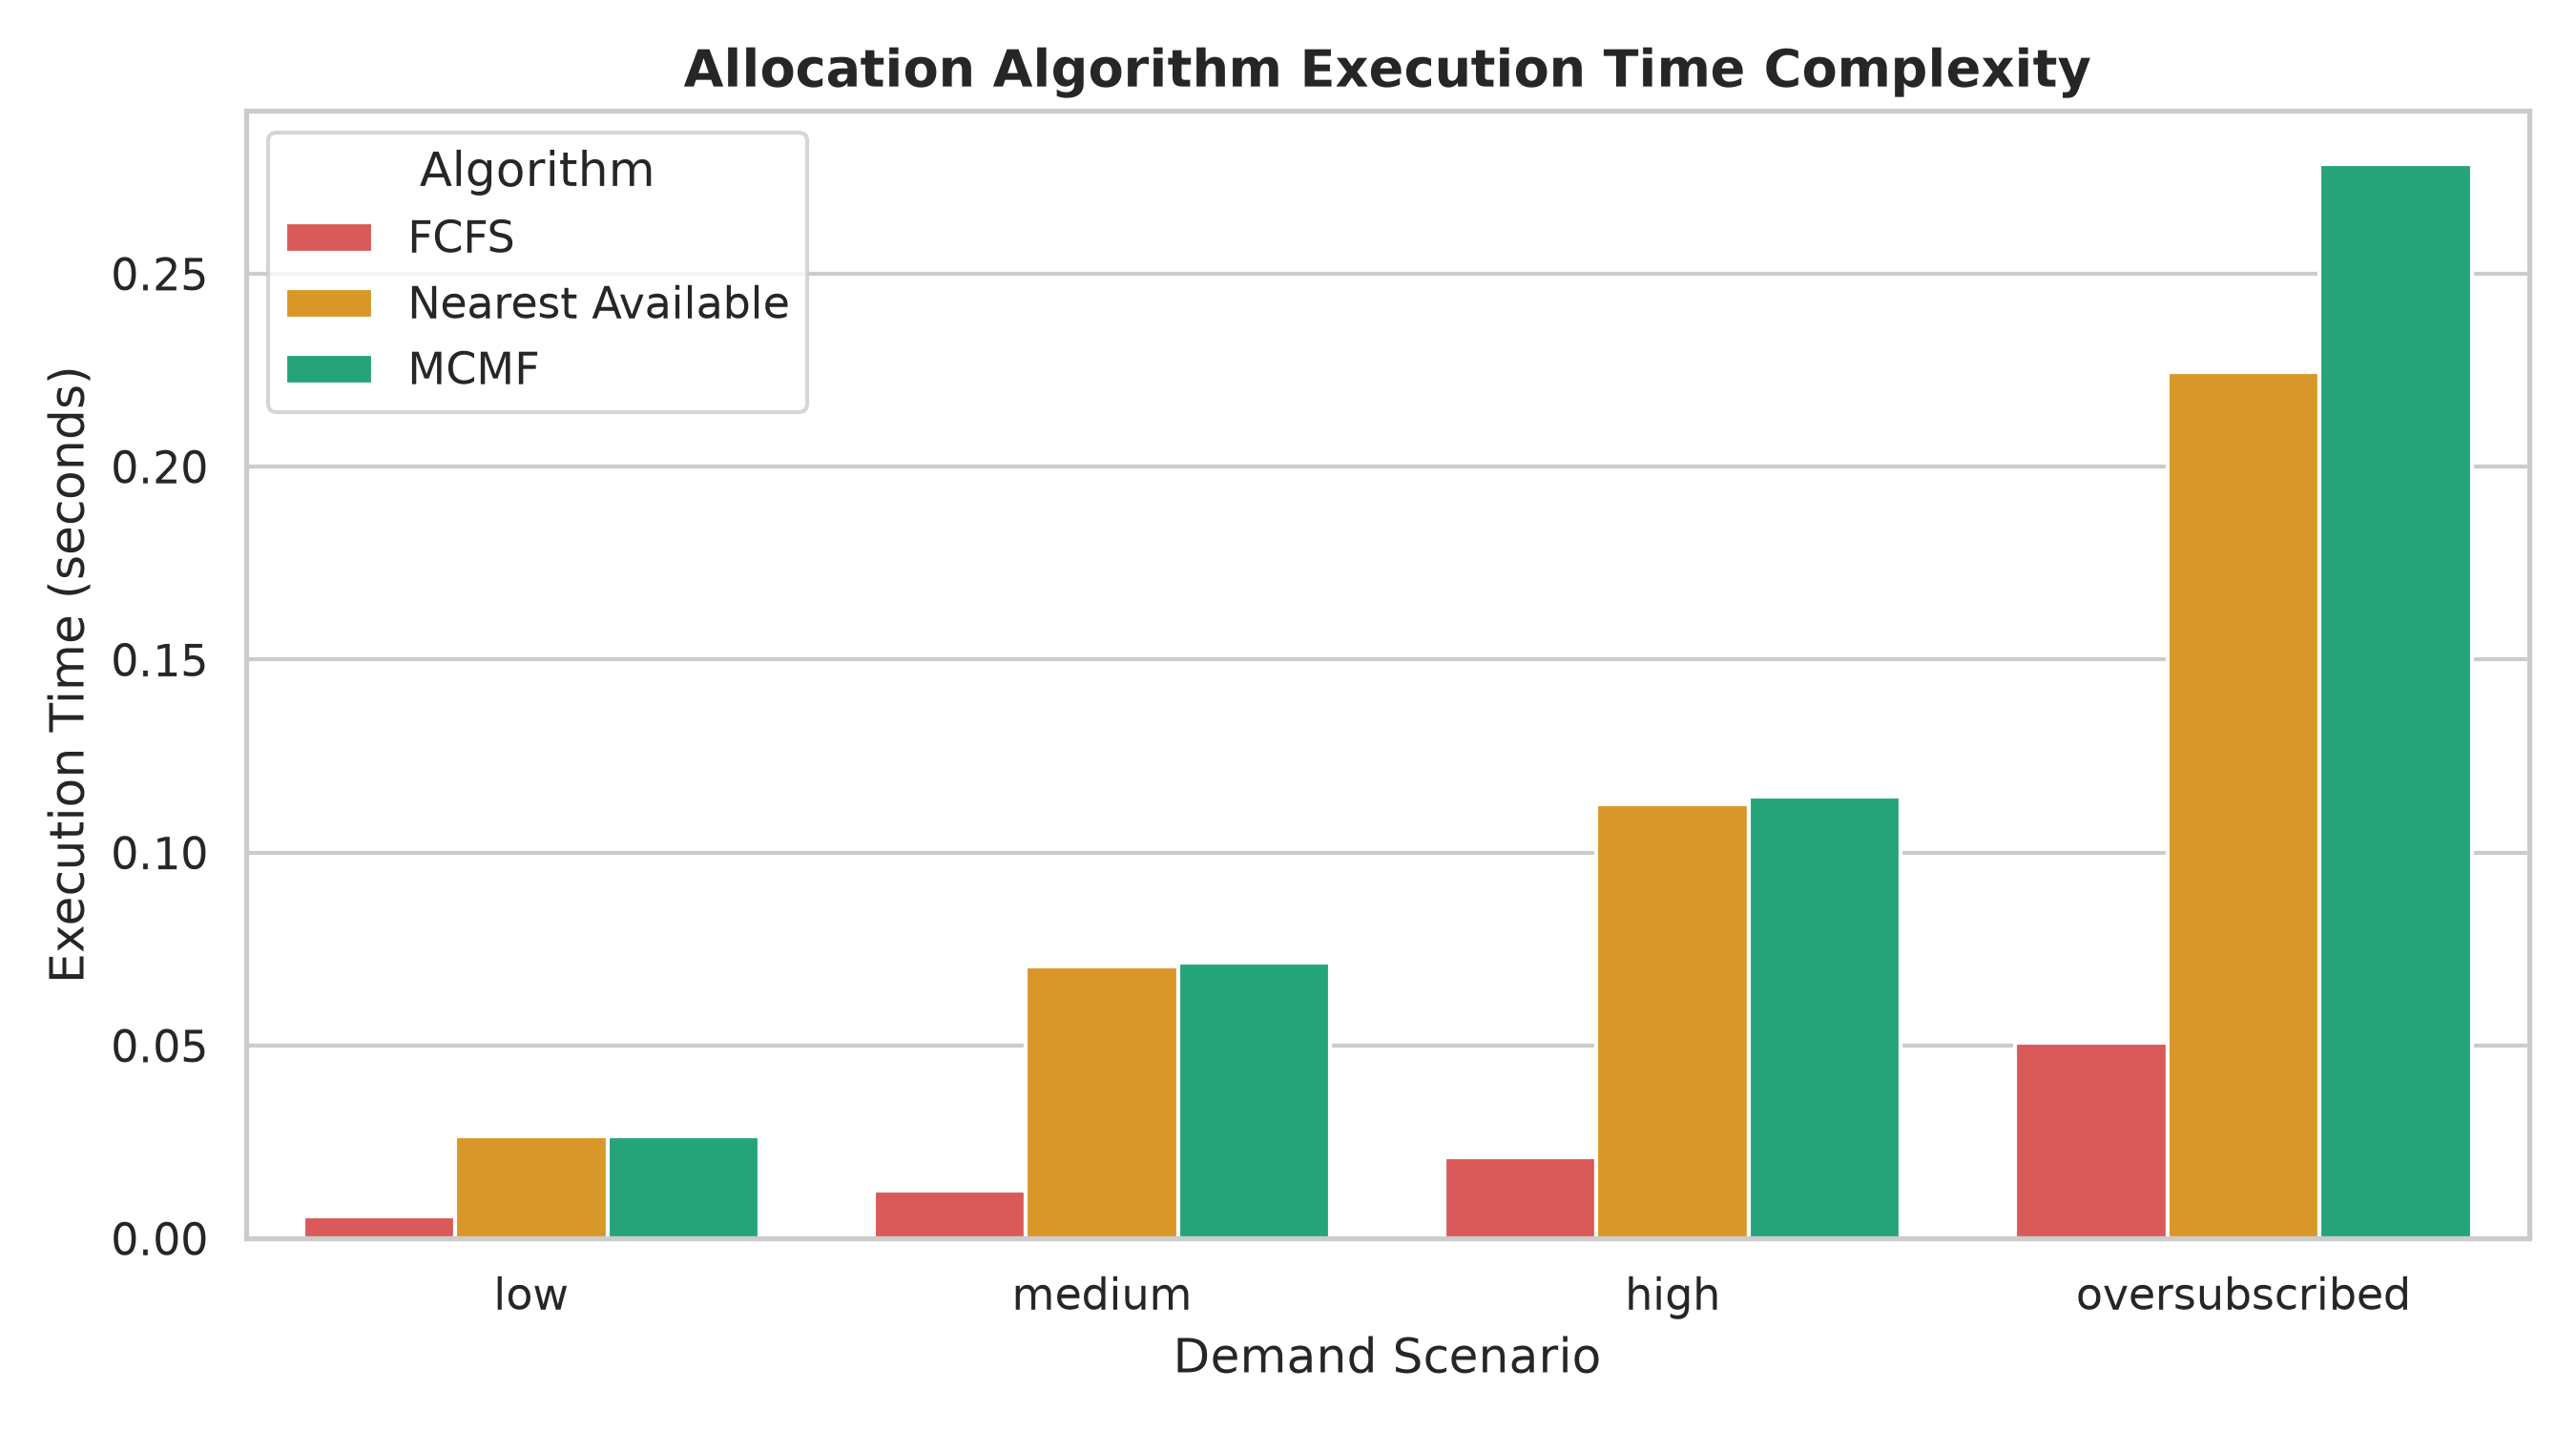 Allocation Algorithm Execution Time Complexity
Algorithm
FCFS
Nearest Available
MCMF
Execution Time (seconds)
0.25
0.20
0.15
0.10
0.05
0.00
low medium high oversubscribed
Demand Scenario